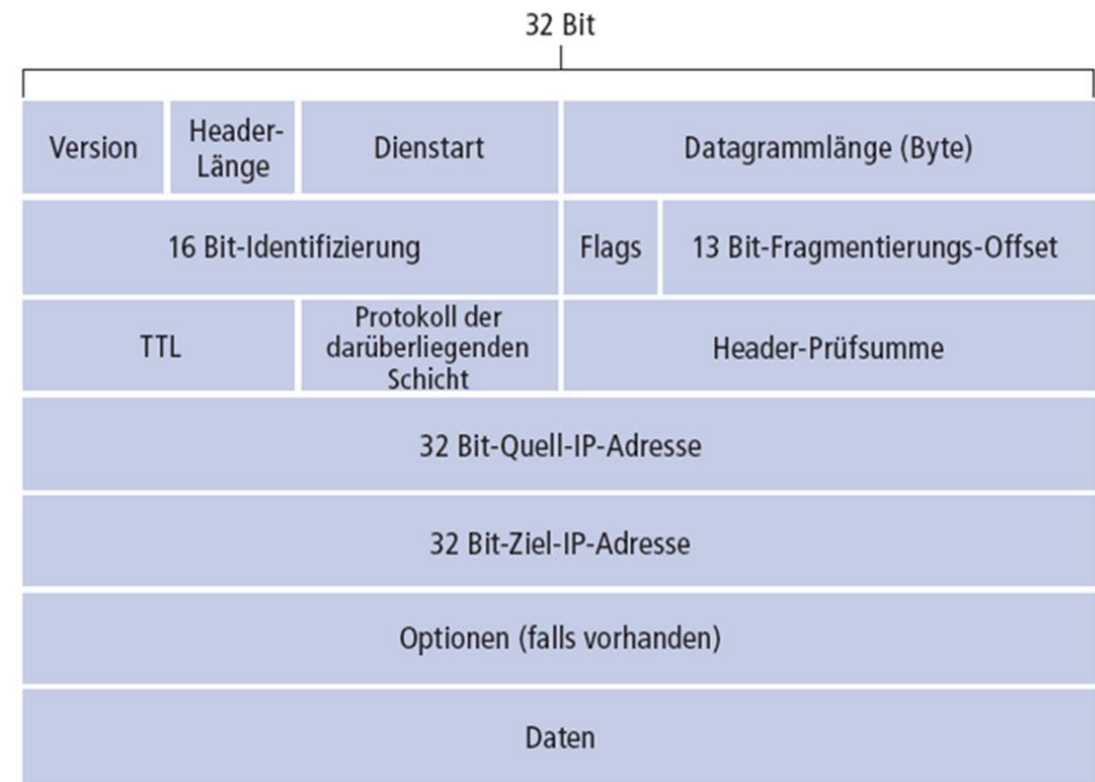 32 Bit
Version
Header-
Länge
Dienstart
Datagrammlänge (Byte)
16 Bit-Identifizierung
Flags
13 Bit-Fragmentierungs-Offset
TTL
Protokoll der
darüberliegenden
Schicht
Header-Prüfsumme
32 Bit-Quell-IP-Adresse
32 Bit-Ziel-IP-Adresse
Optionen (falls vorhanden)
Daten